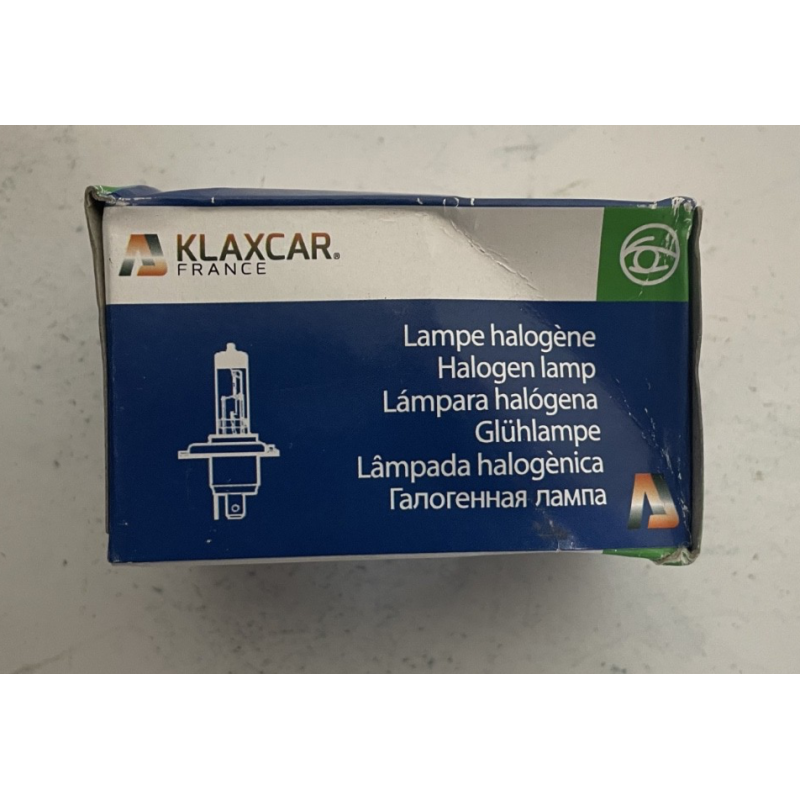 KLAXCAR®
FRANCE
Lampe halogène
Halogen lamp
Lámpara halógena
Glühlampe
Lâmpada halogènica
Галогенная лампа